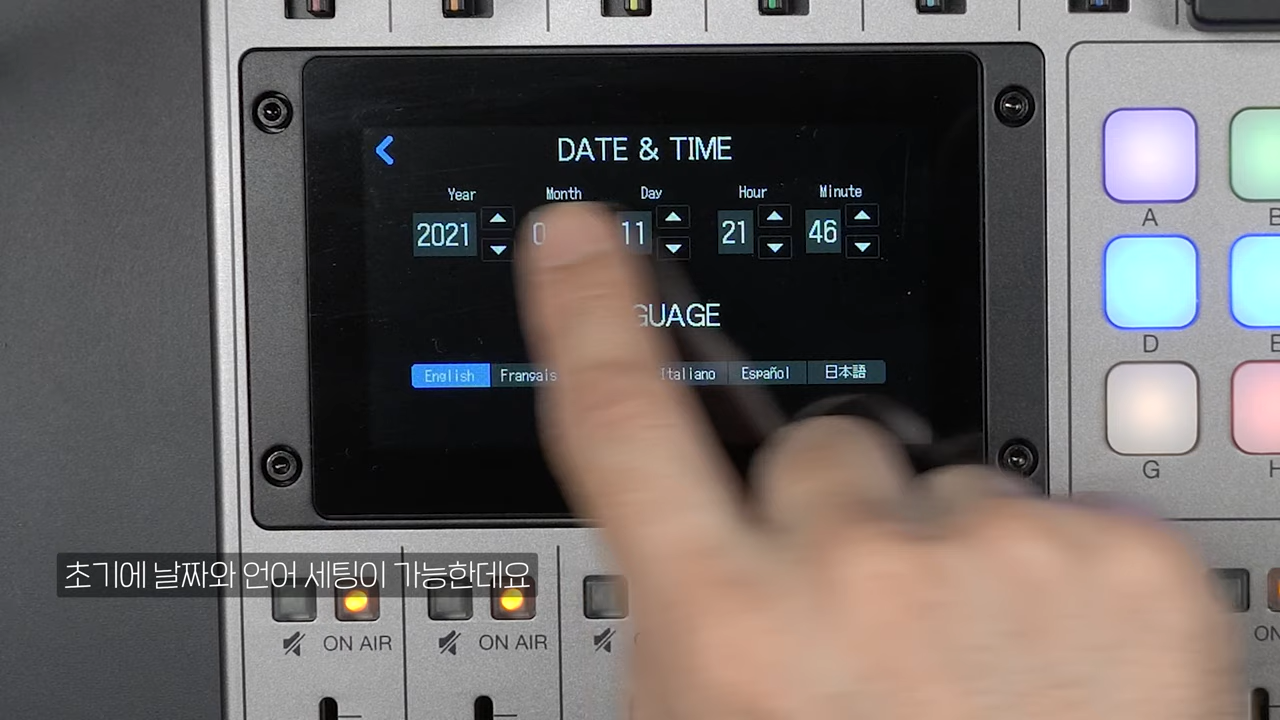 DATE & TIME
Year Month Day Hour Minute
2021 11 21 46
English Français Italiano Español 日本語
A
D
G
초기에 날짜와 언어 세팅이 가능한데요
ON AIR ON AIR